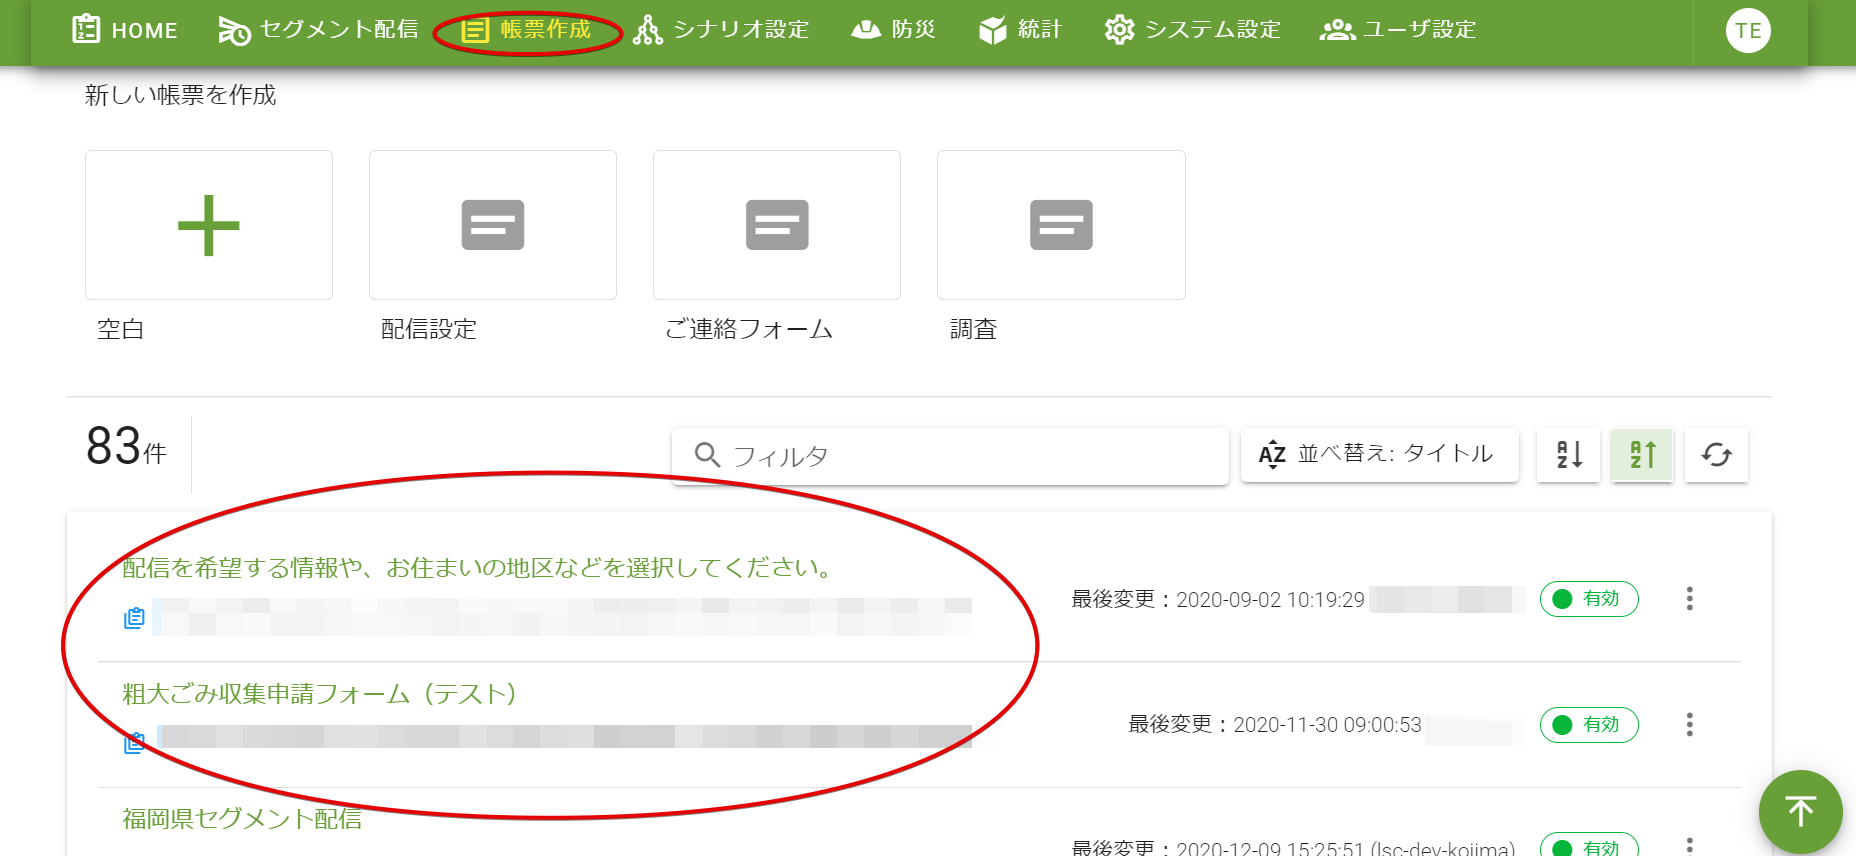 HOME セグメント配信 帳票作成 シナリオ設定 防災 統計 システム設定 ユーザ設定 TE
新しい帳票を作成
空白 配信設定 ご連絡フォーム 調査
83件 フィルタ AZ 並べ替え: タイトル AZ AZ
配信を希望する情報や、お住まいの地区などを選択してください。
最後変更：2020-09-02 10:19:29 有効
粗大ごみ収集申請フォーム（テスト）
最後変更：2020-11-30 09:00:53 有効
福岡県セグメント配信
最後変更：2020-12-09 15:25:51 (lsc-dev-kojima) 有効